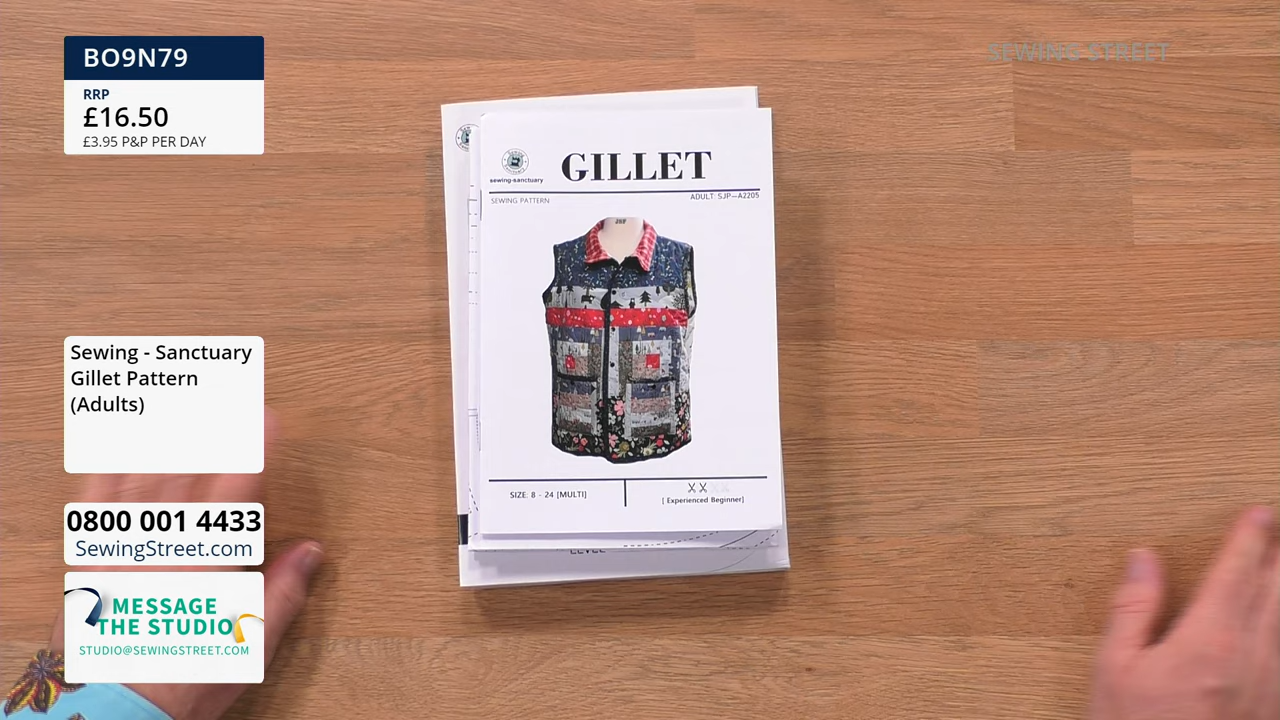 BO9N79
RRP
£16.50
£3.95 P&P PER DAY
SEWING STREET
sewing-sanctuary
GILLET
SEWING PATTERN
ADULT SJP-A2205
SIZE: 8 - 24 [MULTI]
[ Experienced Beginner]
LEVEL
Sewing - Sanctuary
Gillet Pattern
(Adults)
0800 001 4433
SewingStreet.com
MESSAGE
THE STUDIO
STUDIO@SEWINGSTREET.COM